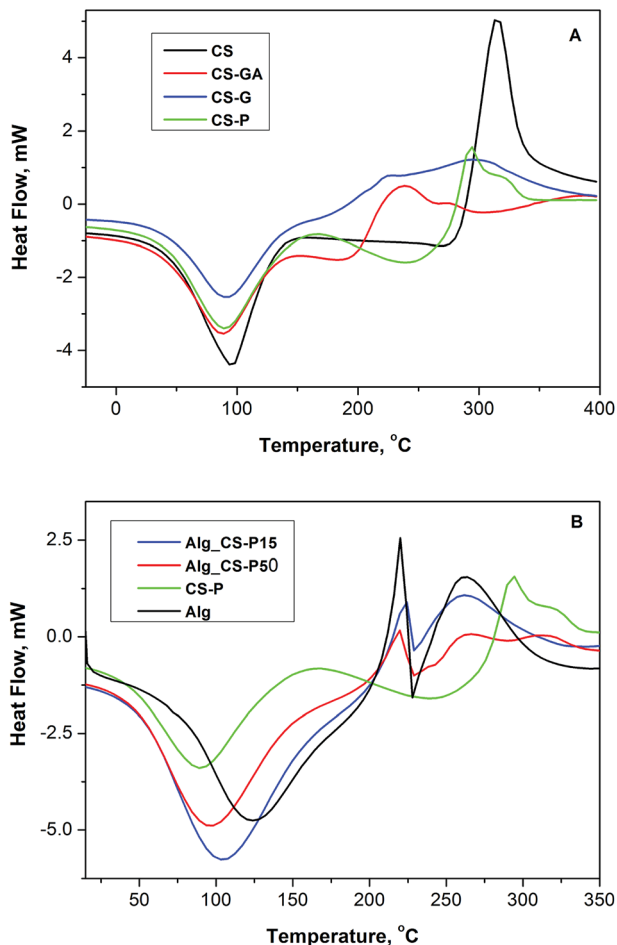 A
CS
CS-GA
CS-G
CS-P
4
2
0
-2
-4
Heat Flow, mW
0 100 200 300 400
Temperature, °C
B
Alg_CS-P15
Alg_CS-P50
CS-P
Alg
2.5
0.0
-2.5
-5.0
Heat Flow, mW
50 100 150 200 250 300 350
Temperature, °C